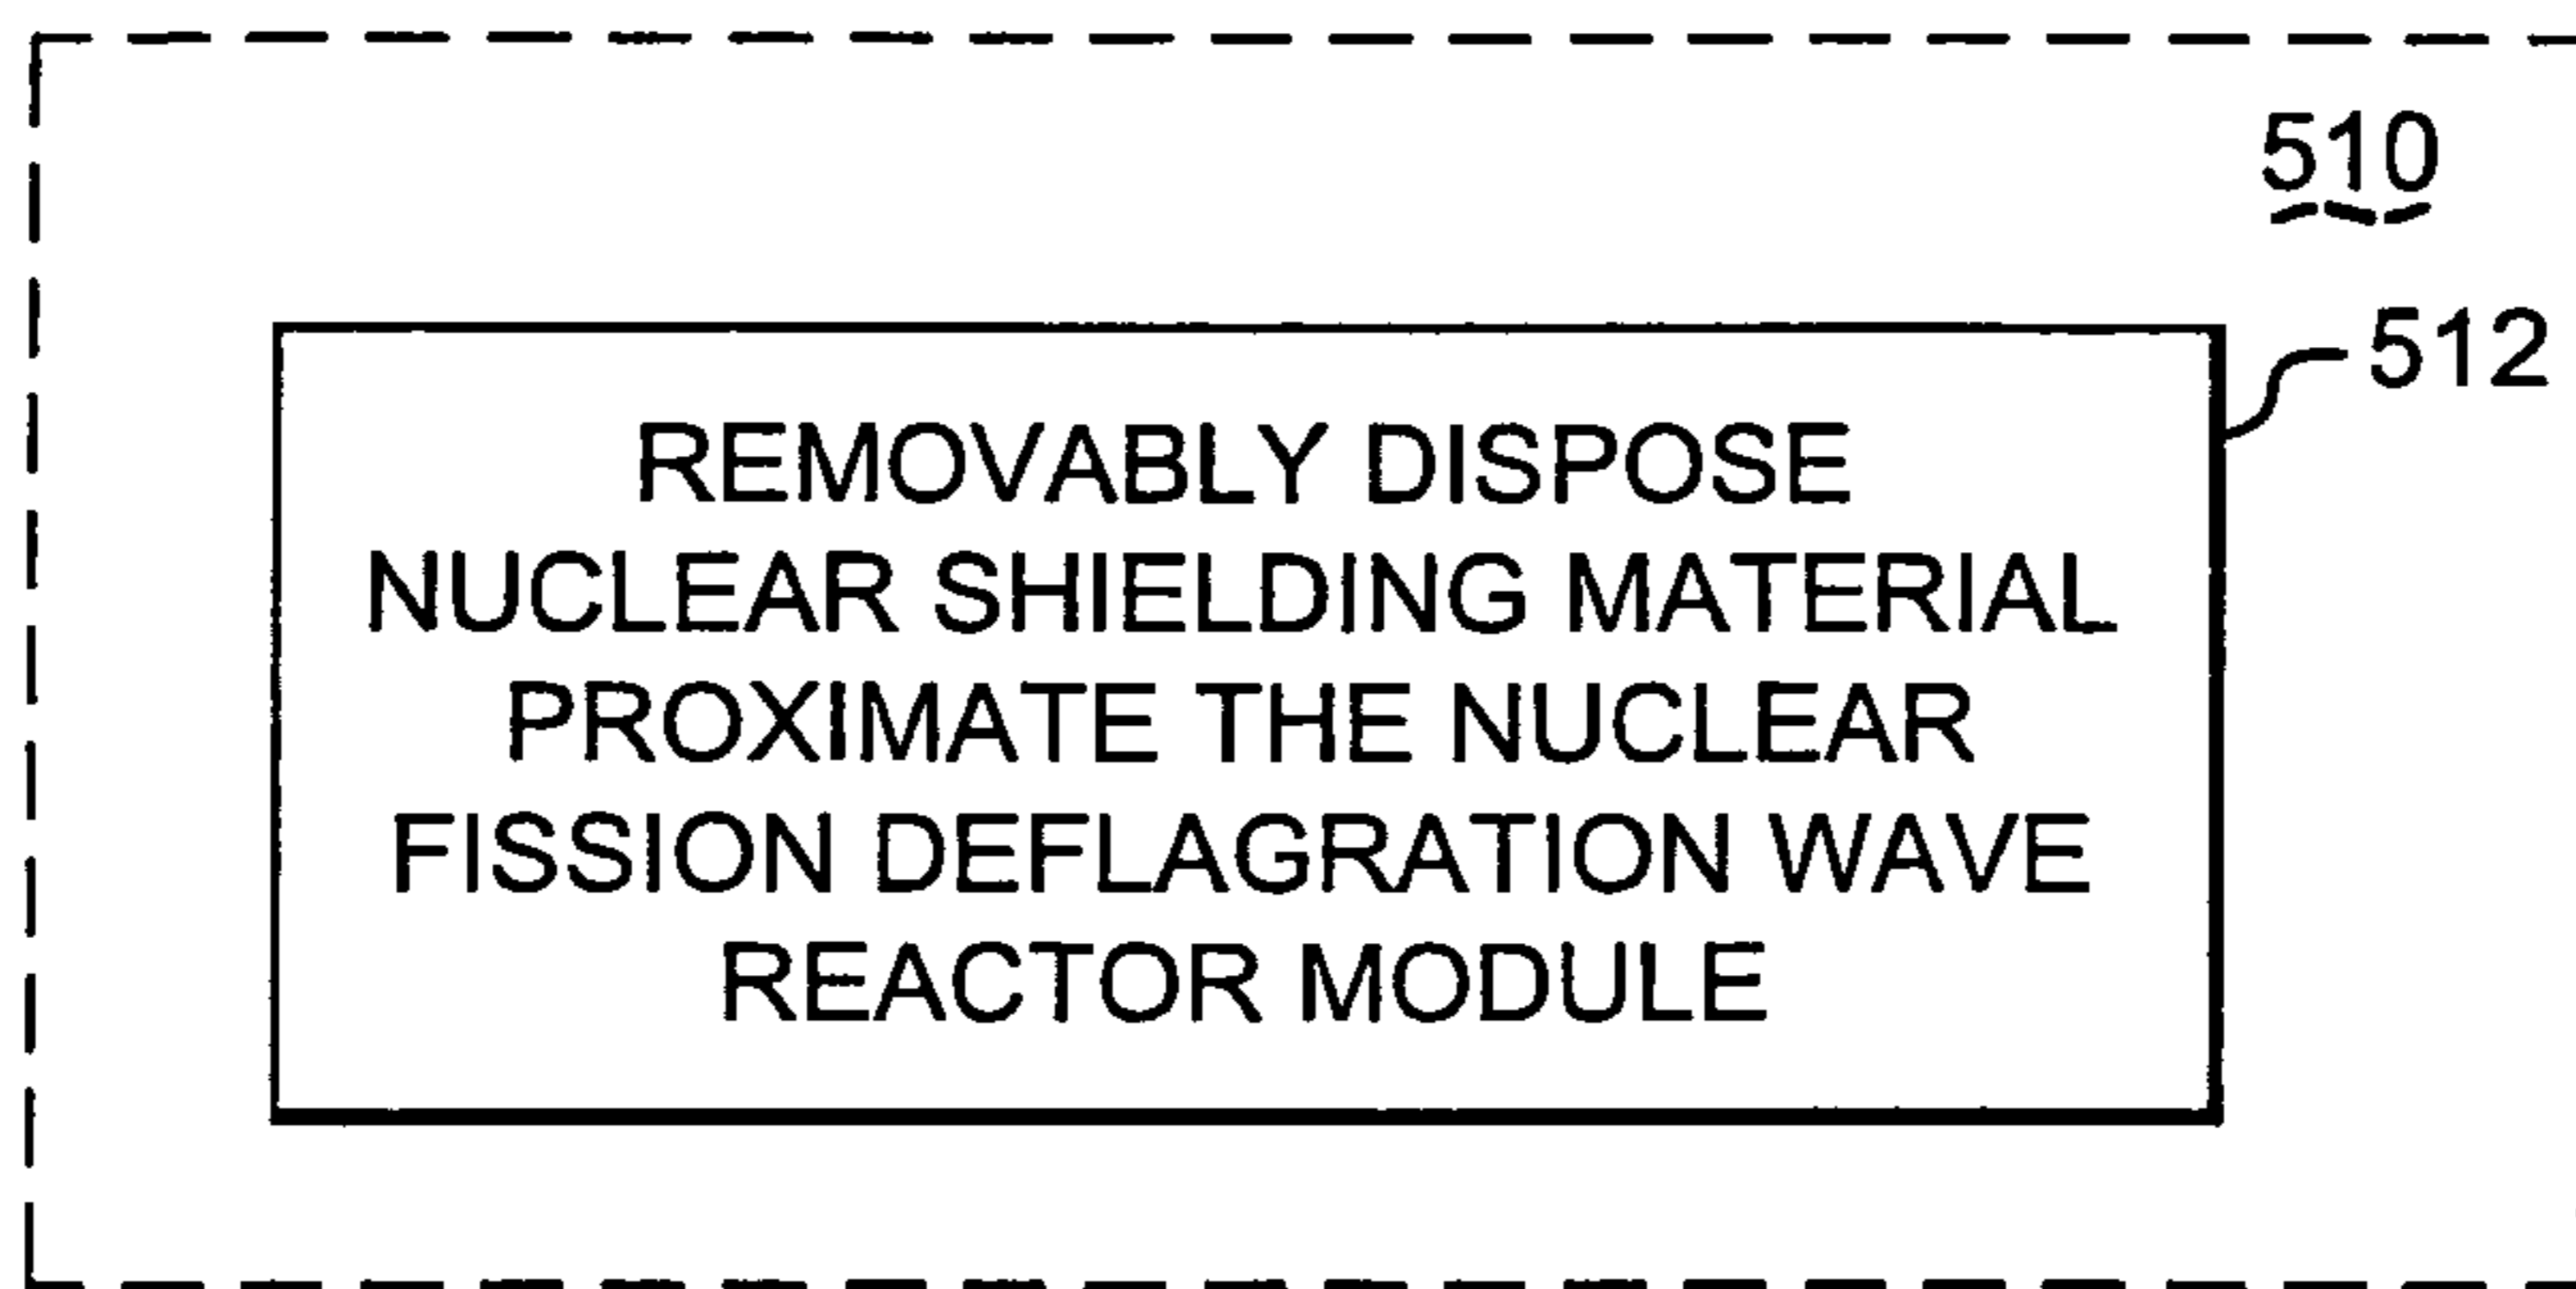 510
512
REMOVABLY DISPOSE
NUCLEAR SHIELDING MATERIAL
PROXIMATE THE NUCLEAR
FISSION DEFLAGRATION WAVE
REACTOR MODULE